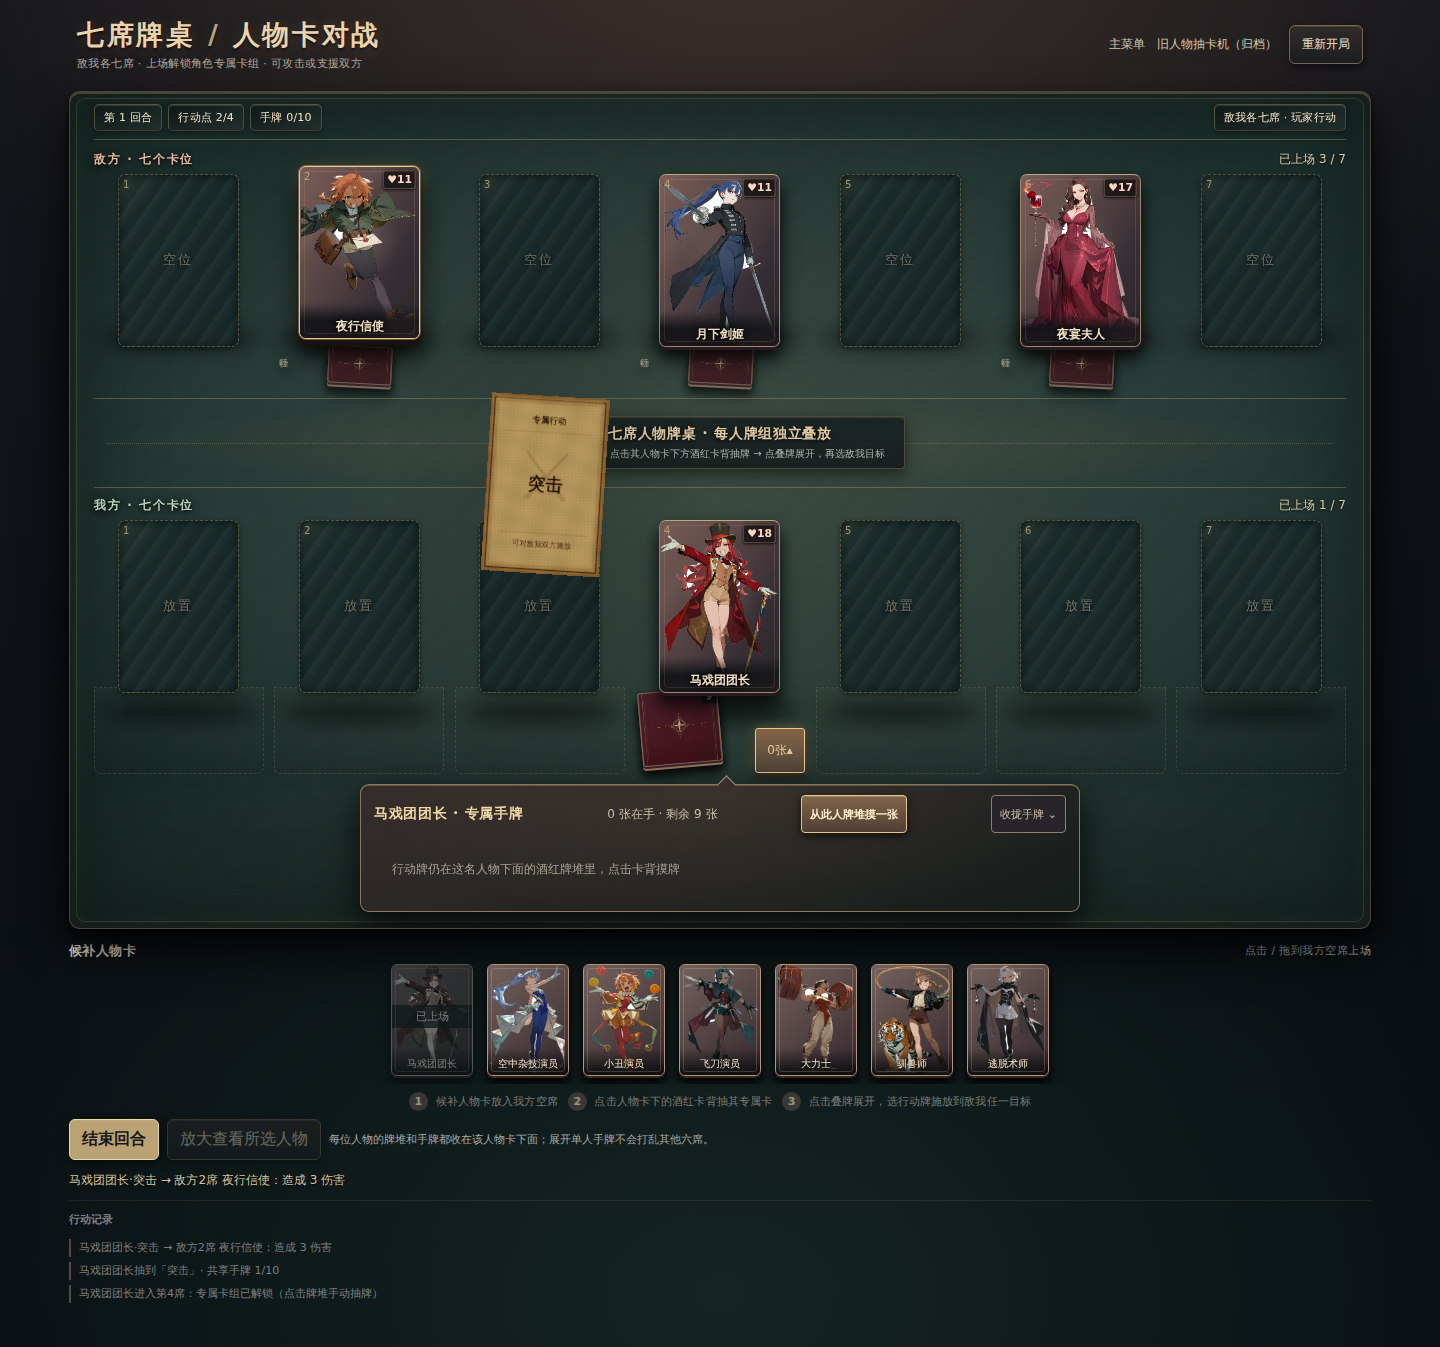 七席牌桌 / 人物卡对战
敌我各七席 · 上场解锁角色专属卡组 · 可攻击或支援双方
主菜单 旧人物抽卡机（归档） 重新开局
第 1 回合 行动点 2/4 手牌 0/10 敌我各七席 · 玩家行动
敌方 · 七个卡位 已上场 3 / 7
1 空位
2 ♥11 夜行信使
3 空位
4 ♥11 月下剑姬
5 空位
6 ♥17 夜宴夫人
7 空位
专属行动
突击
可对敌我双方施放
七席人物牌桌 · 每人牌组独立叠放
点击其人物卡下方酒红卡背抽牌 → 点叠牌展开，再选敌我目标
我方 · 七个卡位 已上场 1 / 7
1 放置
2 放置
放置
4 ♥18 马戏团团长
5 放置
6 放置
7 放置
0张▴
马戏团团长 · 专属手牌 0 张在手 · 剩余 9 张 从此人牌堆摸一张 收拢手牌 ⌄
行动牌仍在这名人物下面的酒红牌堆里，点击卡背摸牌
候补人物卡 点击 / 拖到我方空席上场
已上场
马戏团团长 空中杂技演员 小丑演员 飞刀演员 大力士 驯兽师 逃脱术师
1 候补人物卡放入我方空席 2 点击人物卡下的酒红卡背抽其专属卡 3 点击叠牌展开，选行动牌施放到敌我任一目标
结束回合 放大查看所选人物 每位人物的牌堆和手牌都收在该人物卡下面；展开单人手牌不会打乱其他六席。
马戏团团长·突击 → 敌方2席 夜行信使：造成 3 伤害
行动记录
马戏团团长·突击 → 敌方2席 夜行信使：造成 3 伤害
马戏团团长抽到「突击」· 共享手牌 1/10
马戏团团长进入第4席：专属卡组已解锁（点击牌堆手动抽牌）